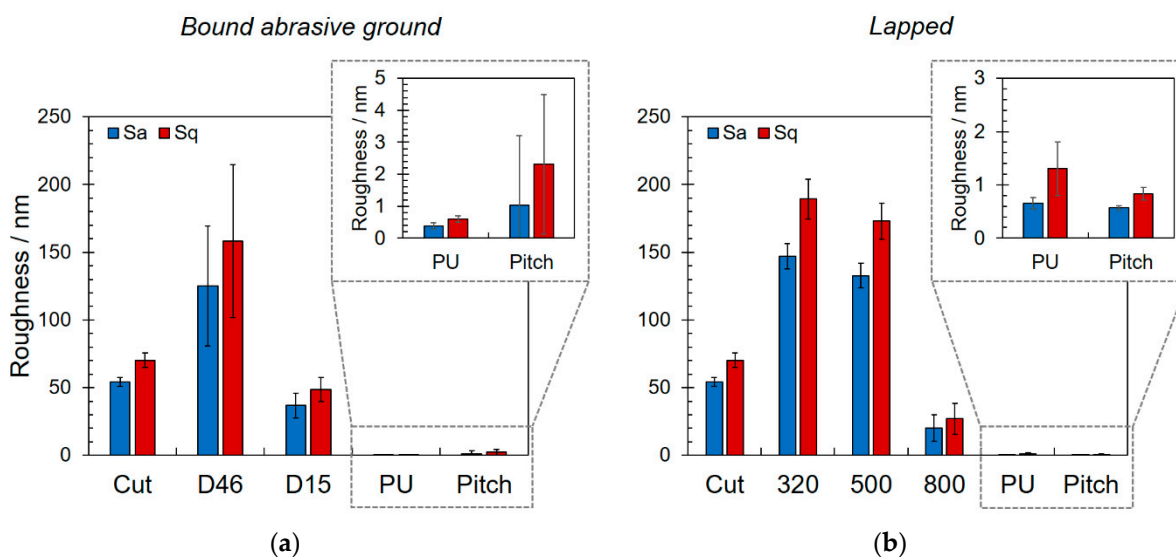 Bound abrasive ground
Roughness / nm
250
200
150
100
50
0
Sa Sq
Cut D46 D15 PU Pitch
Roughness / nm
5
4
3
2
1
0
PU Pitch
(a)
Lapped
Roughness / nm
250
200
150
100
50
0
Sa Sq
Cut 320 500 800 PU Pitch
Roughness / nm
3
2
1
0
PU Pitch
(b)